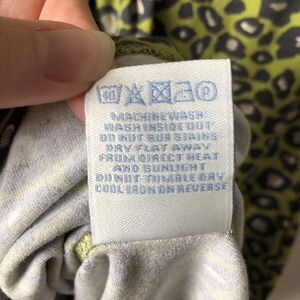 30 P
MACHINE WASH
WASH INSIDE OUT
DO NOT RUB STAINS
DRY FLAT AWAY
FROM DIRECT HEAT
AND SUNLIGHT
DO NOT TUMBLE DRY
COOL IRON ON REVERSE